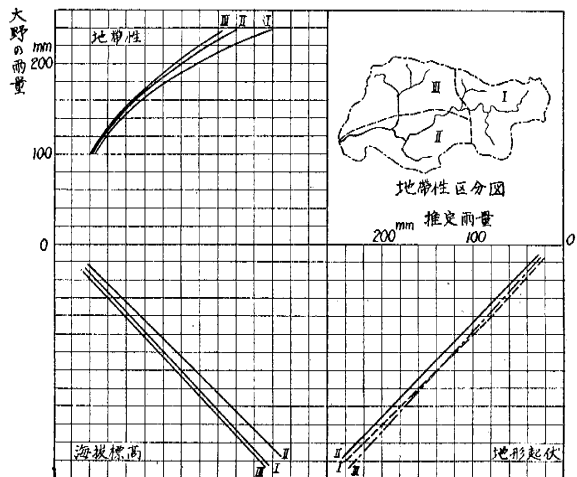 大野の雨量
mm
200
100
0
地帯性
Ⅲ Ⅱ Ⅰ
Ⅲ
Ⅰ
Ⅱ
地帯性区分図
mm 推定雨量
200
100
0
海抜標高
Ⅲ Ⅰ Ⅱ
地形起伏
Ⅱ
Ⅰ Ⅲ